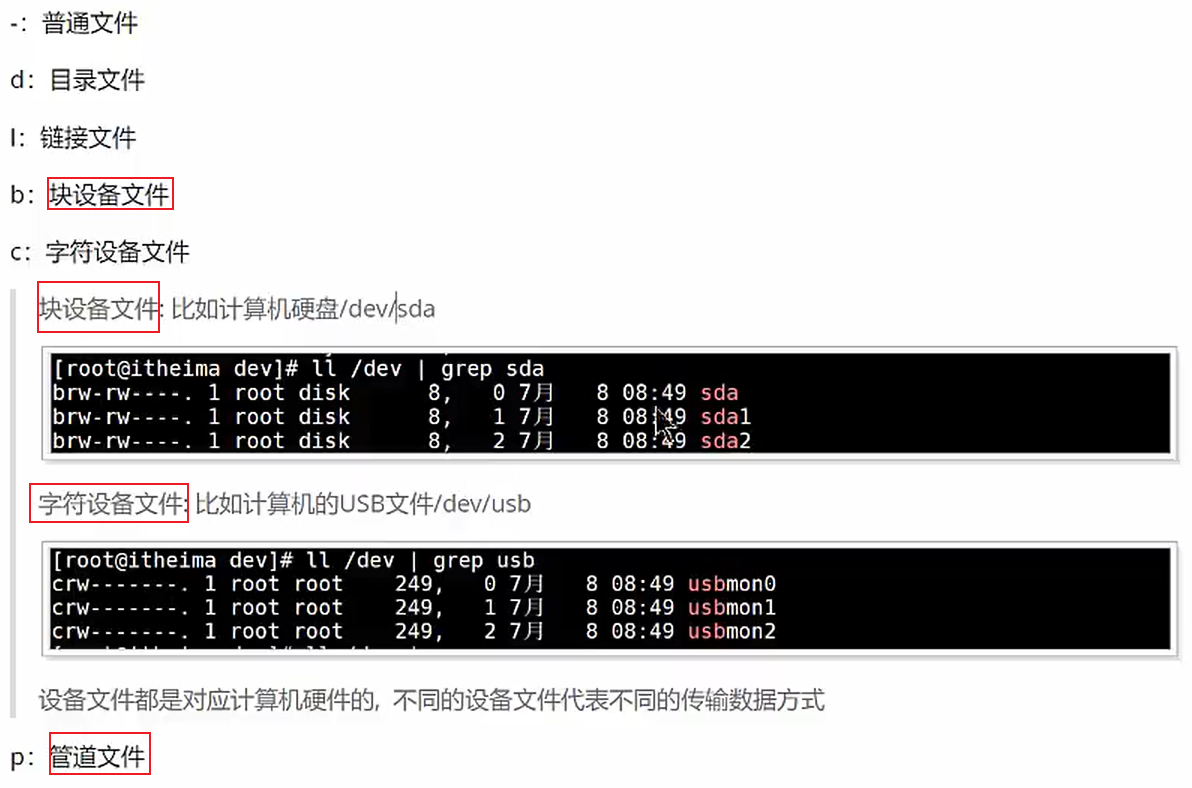 -：普通文件
d：目录文件
l：链接文件
b：块设备文件
c：字符设备文件
块设备文件: 比如计算机硬盘/dev/sda
[root@itheima dev]# ll /dev | grep sda
brw-rw----. 1 root disk 8, 0 7月 8 08:49 sda
brw-rw----. 1 root disk 8, 1 7月 8 08:49 sda1
brw-rw----. 1 root disk 8, 2 7月 8 08:49 sda2
字符设备文件: 比如计算机的USB文件/dev/usb
[root@itheima dev]# ll /dev | grep usb
crw-------. 1 root root 249, 0 7月 8 08:49 usbmon0
crw-------. 1 root root 249, 1 7月 8 08:49 usbmon1
crw-------. 1 root root 249, 2 7月 8 08:49 usbmon2
设备文件都是对应计算机硬件的, 不同的设备文件代表不同的传输数据方式
p：管道文件